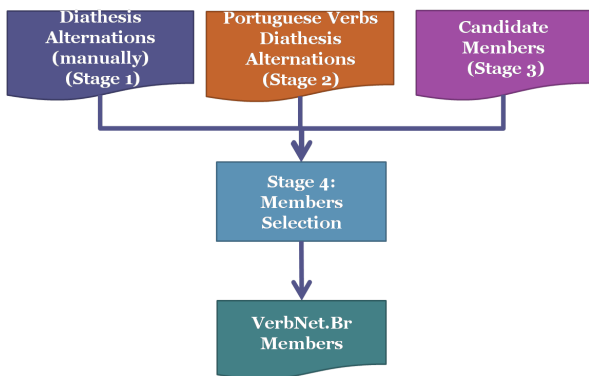 Diathesis
Alternations
(manually)
(Stage 1)
Portuguese Verbs
Diathesis
Alternations
(Stage 2)
Candidate
Members
(Stage 3)
Stage 4:
Members
Selection
VerbNet.Br
Members